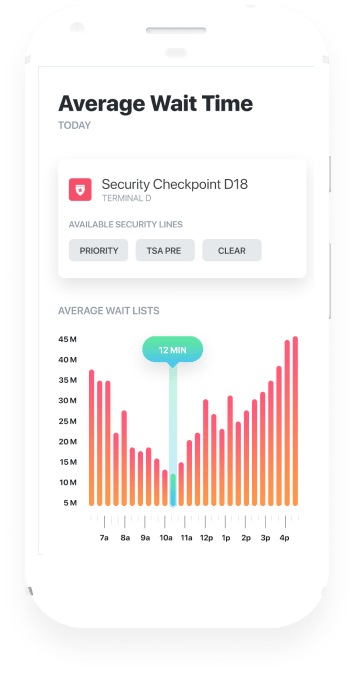 Average Wait Time
TODAY
Security Checkpoint D18
TERMINAL D
AVAILABLE SECURITY LINES
PRIORITY TSA PRE CLEAR
AVERAGE WAIT LISTS
45 M
12 MIN
40 M
35 M
30 M
25 M
20 M
15 M
10 M
5 M
7a 8a 9a 10a 11a 12p 1p 2p 3p 4p